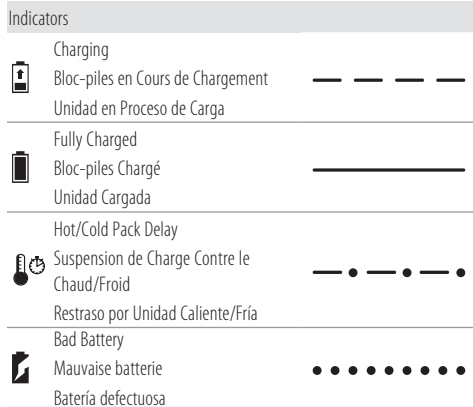 Indicators
Charging
Bloc-piles en Cours de Chargement
Unidad en Proceso de Carga
Fully Charged
Bloc-piles Chargé
Unidad Cargada
Hot/Cold Pack Delay
Suspension de Charge Contre le
Chaud/Froid
Restraso por Unidad Caliente/Fría
Bad Battery
Mauvaise batterie
Batería defectuosa